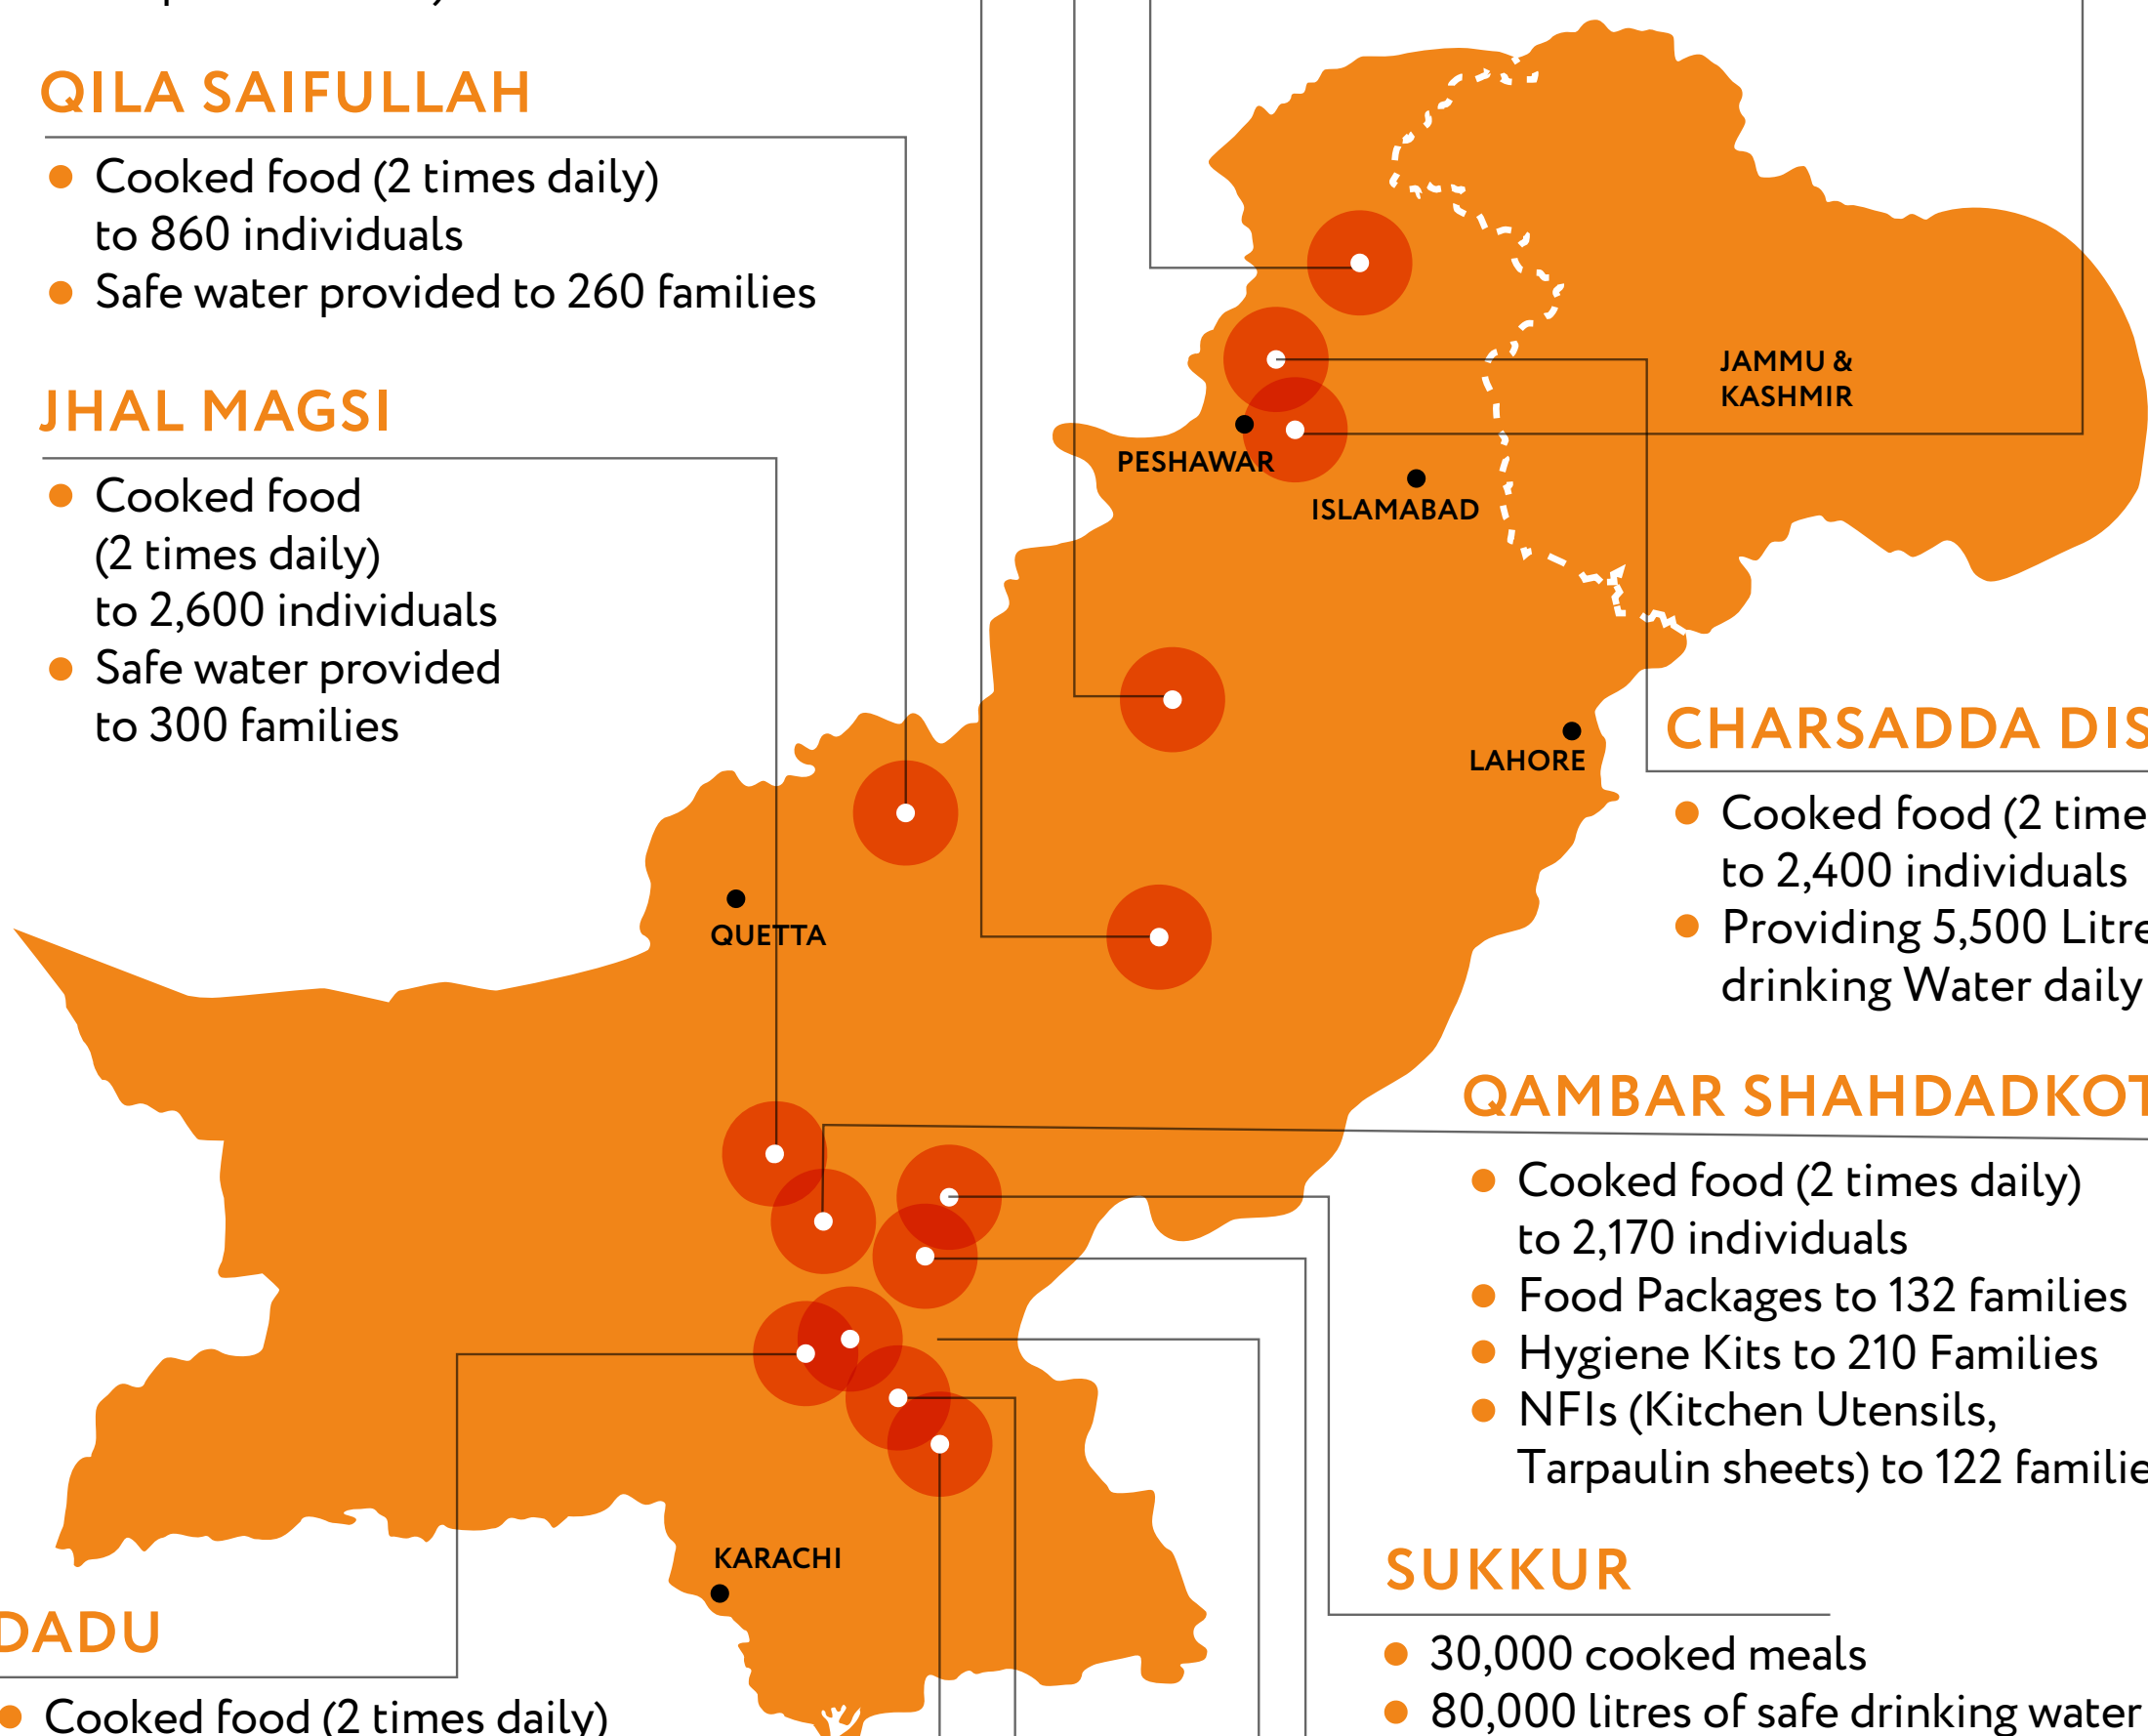 QILA SAIFULLAH
Cooked food (2 times daily)
to 860 individuals
Safe water provided to 260 families
JHAL MAGSI
Cooked food
(2 times daily)
to 2,600 individuals
Safe water provided
to 300 families
JAMMU &
KASHMIR
PESHAWAR
ISLAMABAD
LAHORE
QUETTA
KARACHI
CHARSADDA DIS
Cooked food (2 time
to 2,400 individuals
Providing 5,500 Litre
drinking Water daily
QAMBAR SHAHDADKOT
Cooked food (2 times daily)
to 2,170 individuals
Food Packages to 132 families
Hygiene Kits to 210 Families
NFIs (Kitchen Utensils,
Tarpaulin sheets) to 122 familie
SUKKUR
30,000 cooked meals
80,000 litres of safe drinking water
DADU
Cooked food (2 times daily)